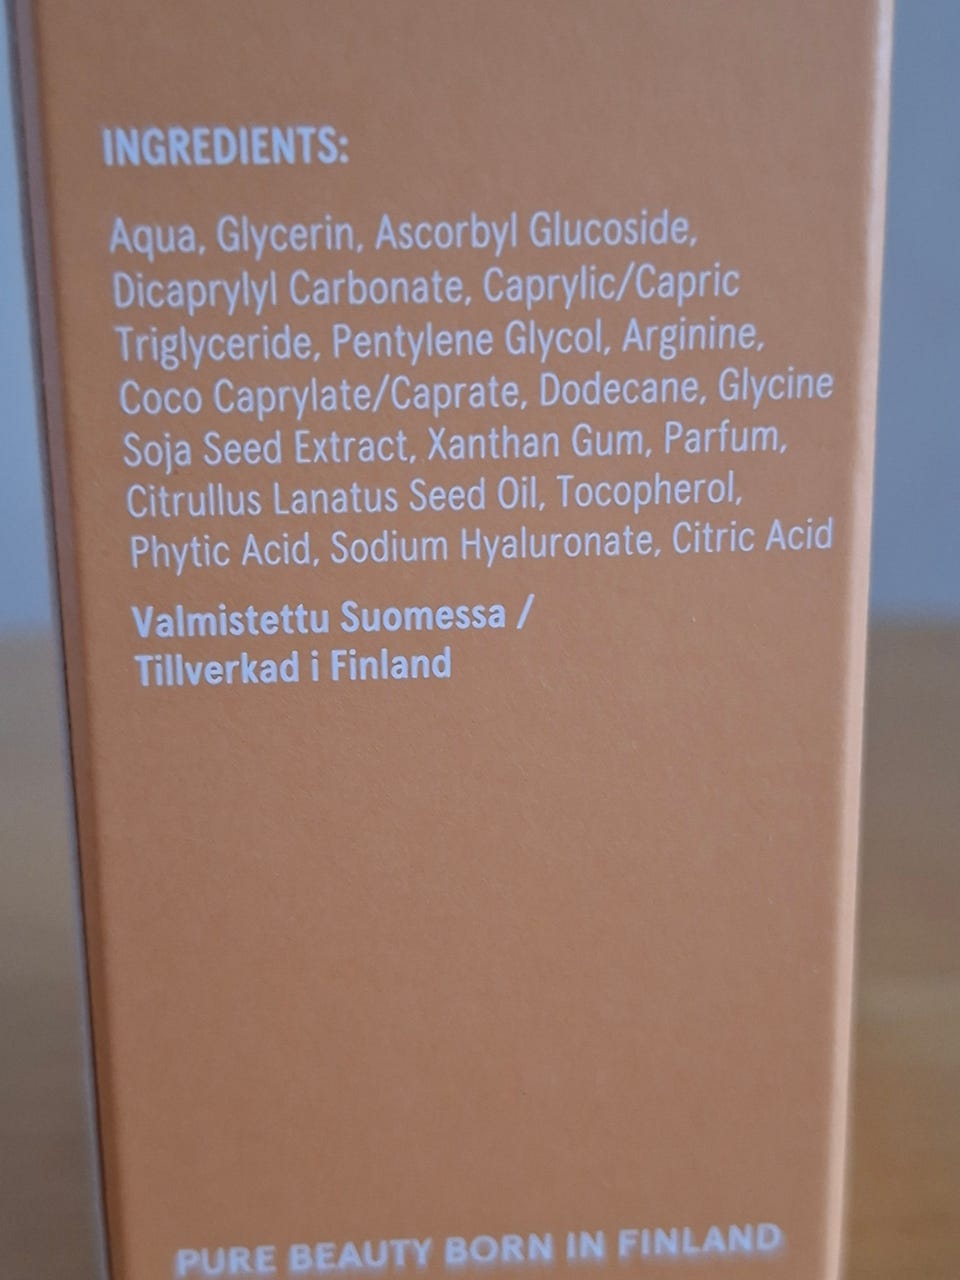 INGREDIENTS:
Aqua, Glycerin, Ascorbyl Glucoside,
Dicaprylyl Carbonate, Caprylic/Capric
Triglyceride, Pentylene Glycol, Arginine,
Coco Caprylate/Caprate, Dodecane, Glycine
Soja Seed Extract, Xanthan Gum, Parfum,
Citrullus Lanatus Seed Oil, Tocopherol,
Phytic Acid, Sodium Hyaluronate, Citric Acid
Valmistettu Suomessa /
Tillverkad i Finland
PURE BEAUTY BORN IN FINLAND